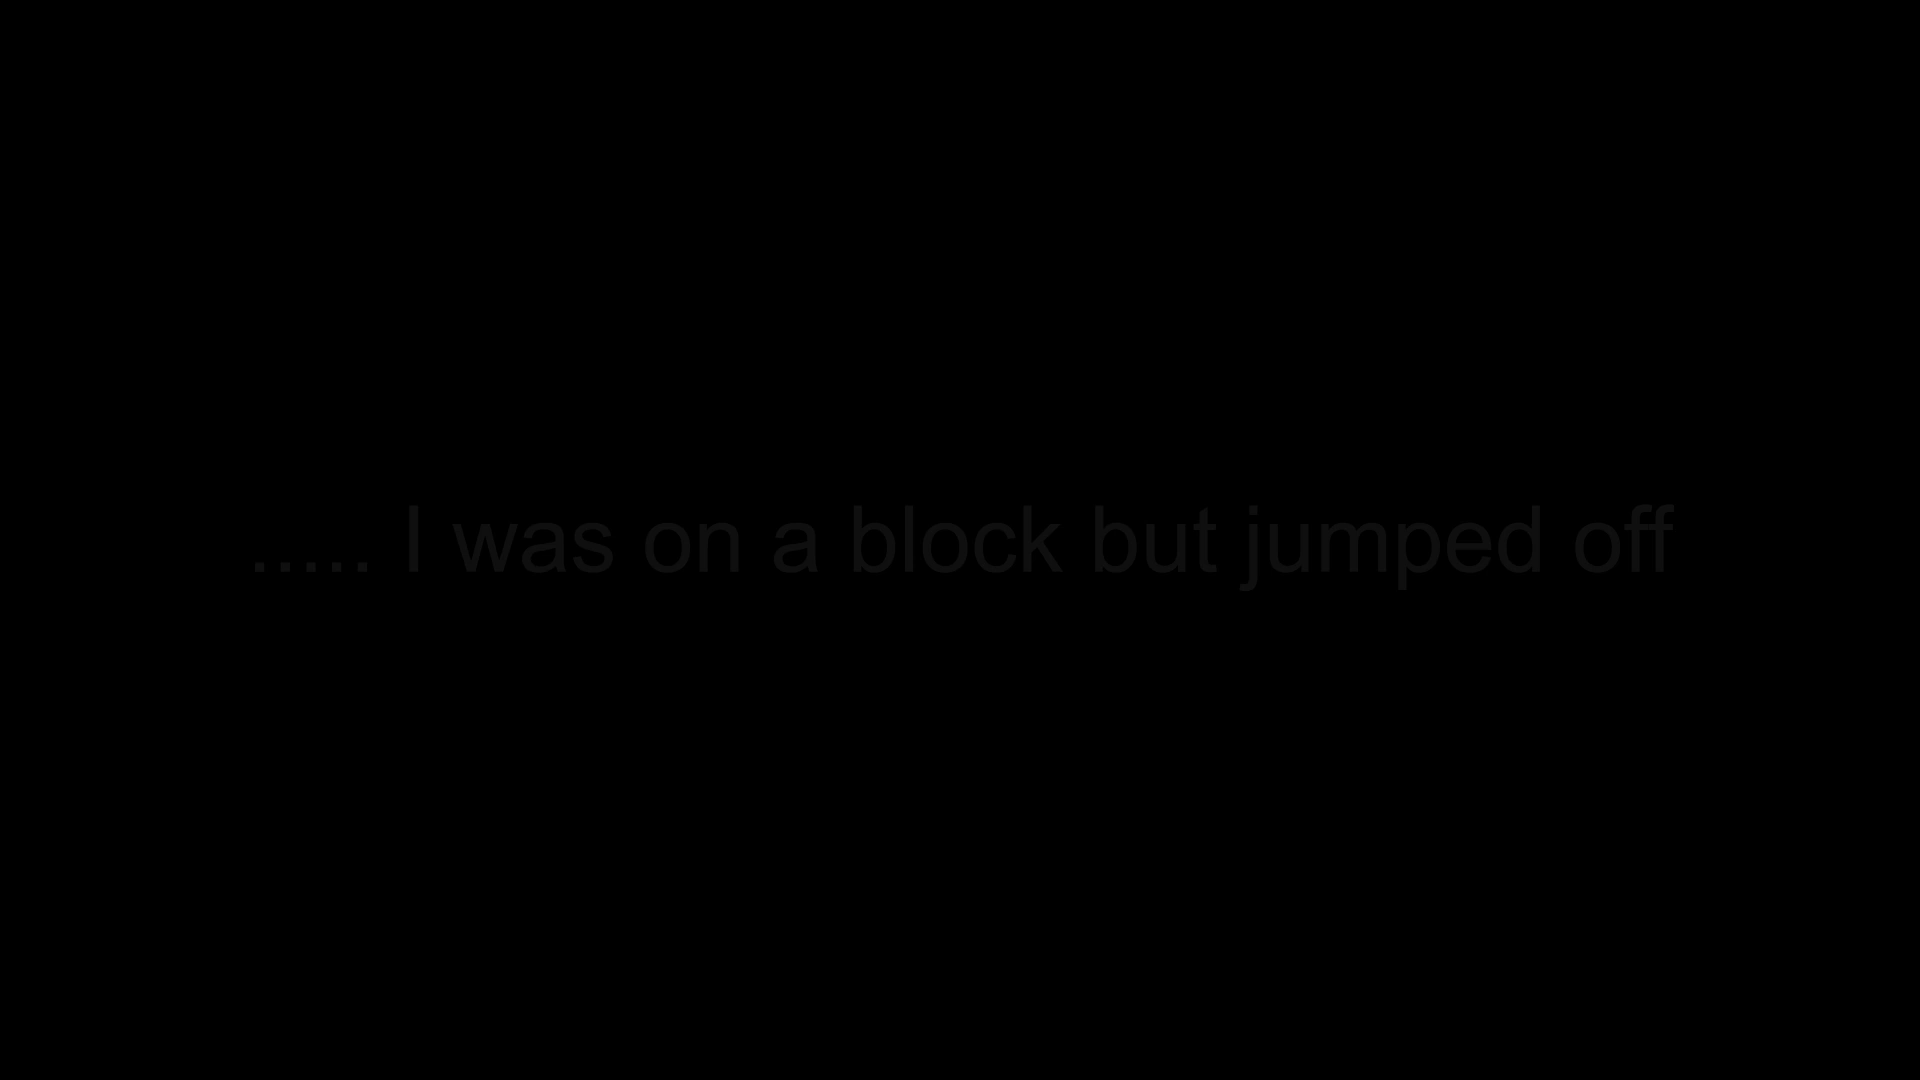 ..... I was on a block but jumped off